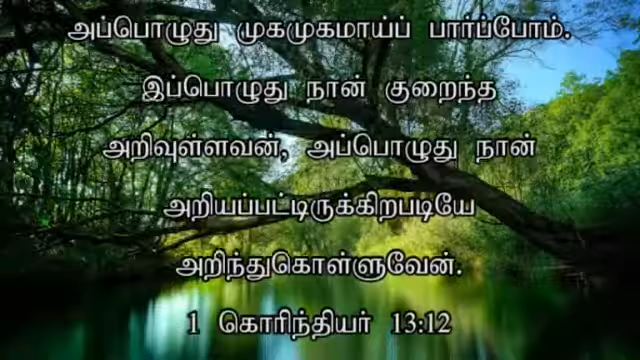 அப்பொழுது முகமுகமாய்ப் பார்ப்போம்.
இப்பொழுது நான் குறைந்த
அறிவுள்ளவன், அப்பொழுது நான்
அறியப்பட்டிருக்கிறபடியே
அறிந்துகொள்ளுவேன்.
1 கொரிந்தியர் 13:12